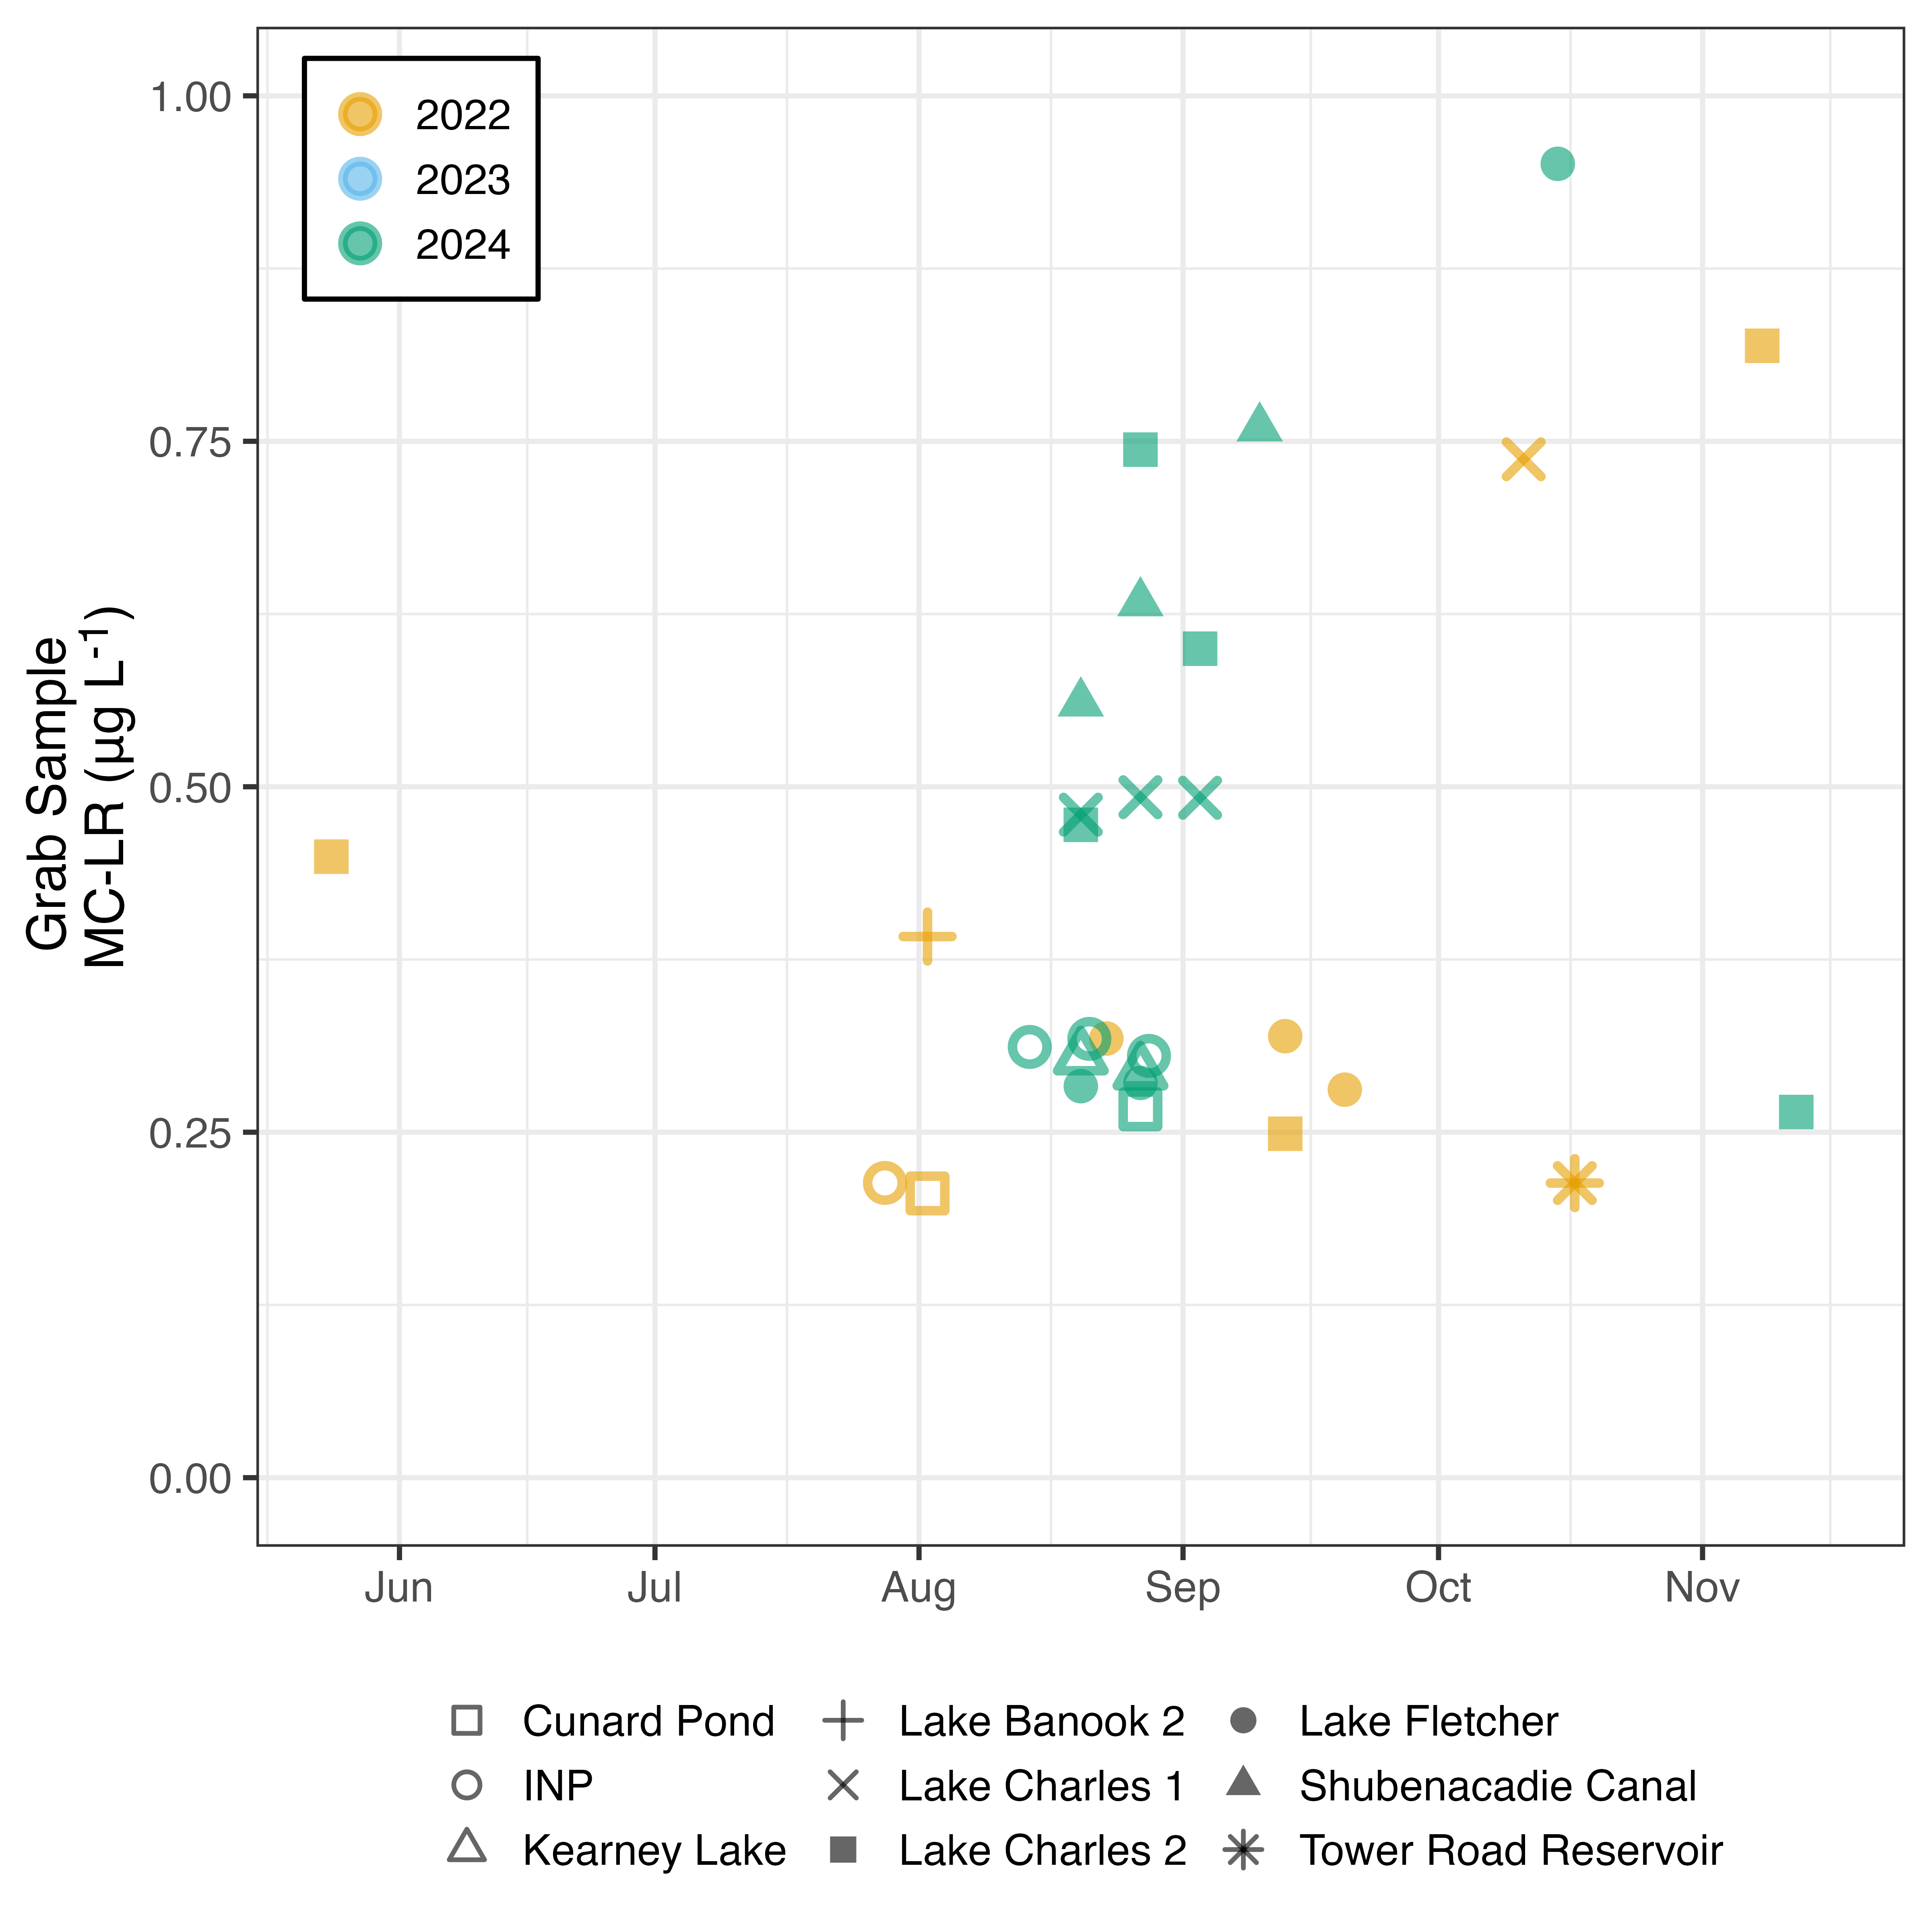 2022
2023
2024
1.00
0.75
0.50
0.25
0.00
Grab Sample
MC-LR (µg L⁻¹)
Jun Jul Aug Sep Oct Nov
Cunard Pond Lake Banook 2 Lake Fletcher
INP Lake Charles 1 Shubenacadie Canal
Kearney Lake Lake Charles 2 Tower Road Reservoir